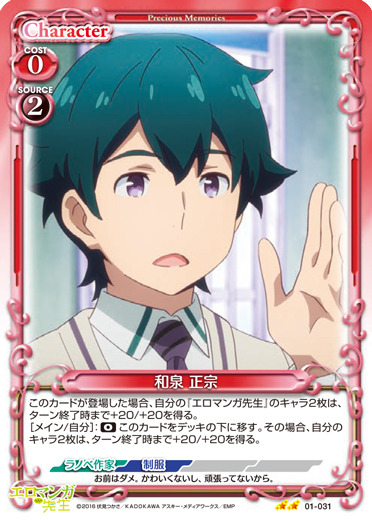 Precious Memories
Character
COST
0
SOURCE
2
和泉 正宗
このカードが登場した場合、自分の『エロマンガ先生』のキャラ2枚は、
ターン終了時まで+20/+20を得る。
[メイン/自分]:0このカードをデッキの下に移す。その場合、自分の
キャラ2枚は、ターン終了時まで+20/+20を得る。
ラノベ作家 制服
お前はダメ。かわいくないし、頑張ってないから。
エロマンガ先生
01-031
©2016 伏見つかさ/KADOKAWA アスキー・メディアワークス/EMP